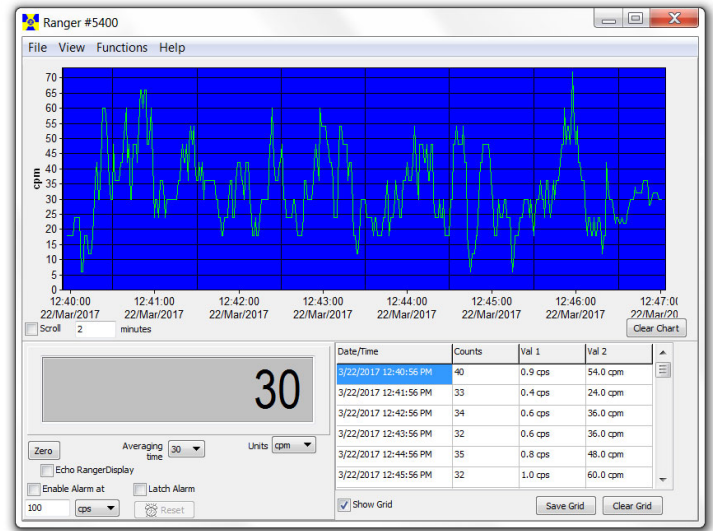 Ranger #5400
File View Functions Help
70
65
60
55
50
45
40
35
30
25
20
15
10
5
0
cpm
12:40:00 12:41:00 12:42:00 12:43:00 12:44:00 12:45:00 12:46:00 12:47:0(
22/Mar/2017 22/Mar/2017 22/Mar/2017 22/Mar/2017 22/Mar/2017 22/Mar/2017 22/Mar/2017 22/Mar/20
Scroll 2 minutes Clear Chart
30
Zero Averaging time 30 Units cpm
Echo RangerDisplay
Enable Alarm at Latch Alarm
100 cps Reset
Date/Time Counts Val 1 Val 2
3/22/2017 12:40:56 PM 40 0.9 cps 54.0 cpm
3/22/2017 12:41:56 PM 33 0.4 cps 24.0 cpm
3/22/2017 12:42:56 PM 34 0.6 cps 36.0 cpm
3/22/2017 12:43:56 PM 32 0.6 cps 36.0 cpm
3/22/2017 12:44:56 PM 35 0.8 cps 48.0 cpm
3/22/2017 12:45:56 PM 32 1.0 cps 60.0 cpm
Show Grid Save Grid Clear Grid